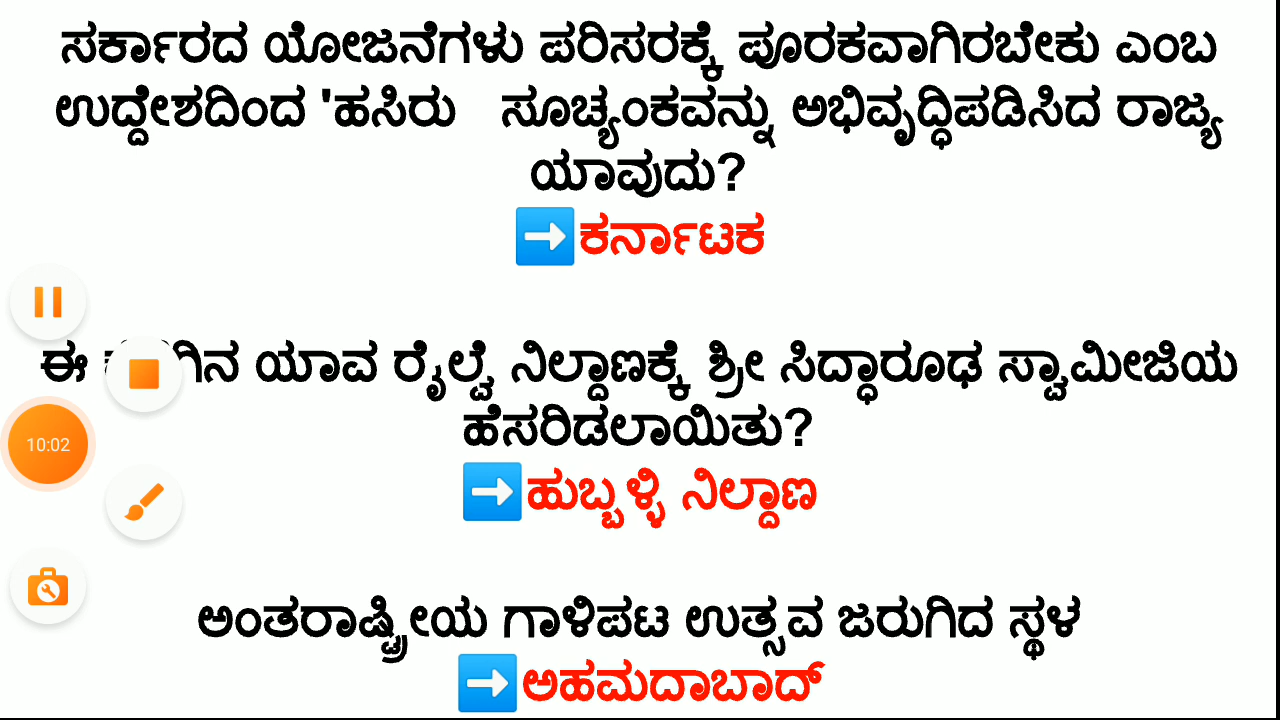 ಸರ್ಕಾರದ ಯೋಜನೆಗಳು ಪರಿಸರಕ್ಕೆ ಪೂರಕವಾಗಿರಬೇಕು ಎಂಬ
ಉದ್ದೇಶದಿಂದ 'ಹಸಿರು ಸೂಚ್ಯಂಕವನ್ನು ಅಭಿವೃದ್ಧಿಪಡಿಸಿದ ರಾಜ್ಯ
ಯಾವುದು?
➡️ಕರ್ನಾಟಕ
ಈ ಯಾವ ರೈಲ್ವೆ ನಿಲ್ದಾಣಕ್ಕೆ ಶ್ರೀ ಸಿದ್ಧಾರೂಢ ಸ್ವಾಮೀಜಿಯ
ಹೆಸರಿಡಲಾಯಿತು?
➡️ಹುಬ್ಬಳ್ಳಿ ನಿಲ್ದಾಣ
10:02
ಅಂತರಾಷ್ಟ್ರೀಯ ಗಾಳಿಪಟ ಉತ್ಸವ ಜರುಗಿದ ಸ್ಥಳ
➡️ಅಹಮದಾಬಾದ್